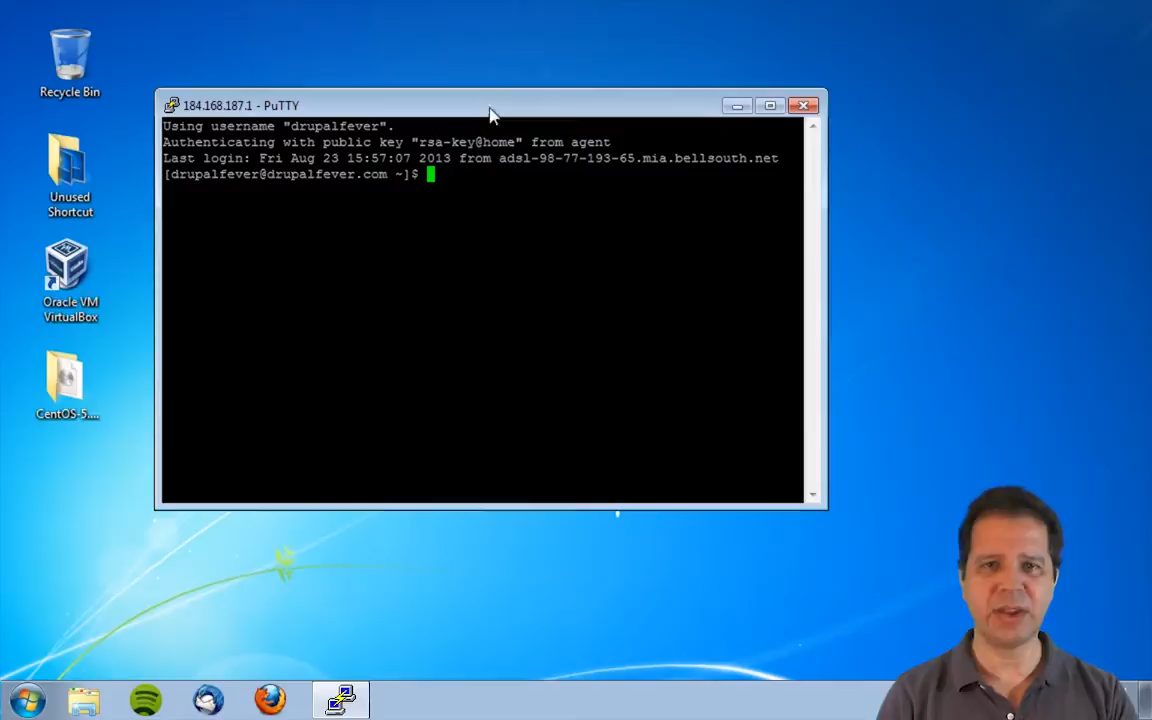 Recycle Bin
Unused
Shortcut
Oracle VM
VirtualBox
CentOS-5....
184.168.187.1 - PuTTY
Using username "drupalfever".
Authenticating with public key "rsa-key@home" from agent
Last login: Fri Aug 23 15:57:07 2013 from adsl-98-77-193-65.mia.bellsouth.net
[drupalfever@drupalfever.com ~]$